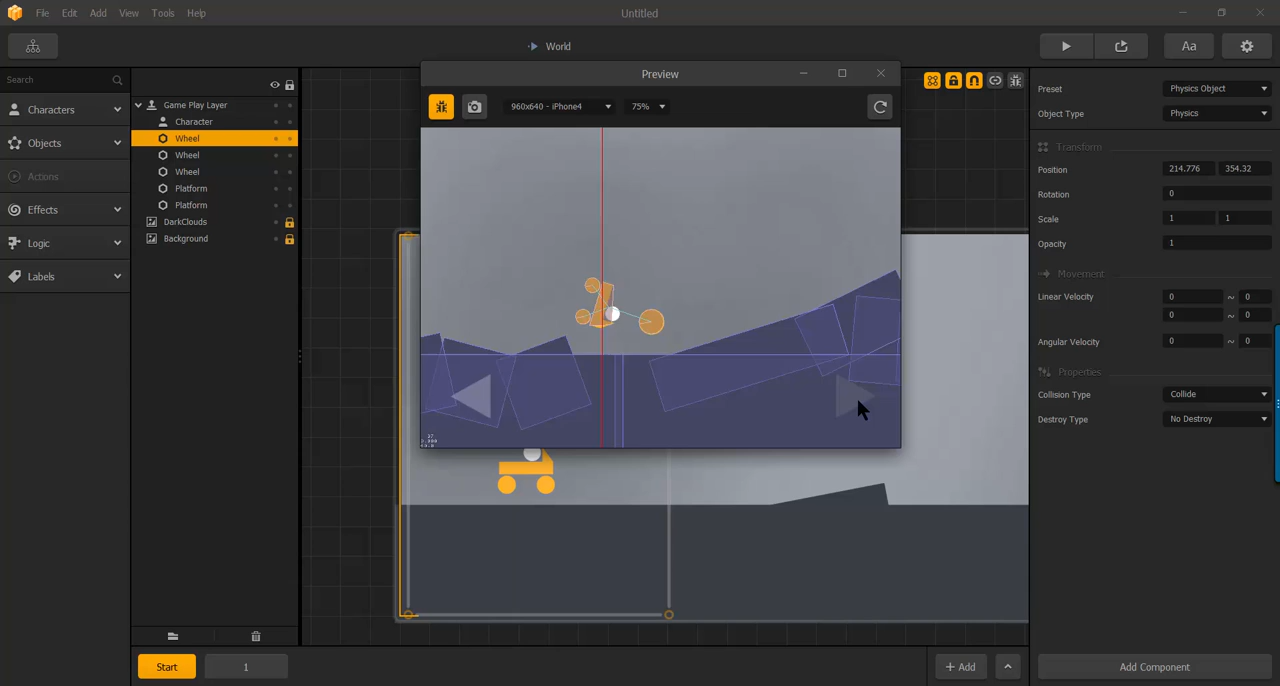 File Edit Add View Tools Help
Untitled
World
Aa
Search
Characters
Objects
Actions
Effects
Logic
Labels
Game Play Layer
Character
Wheel
Wheel
Wheel
Platform
Platform
DarkClouds
Background
Preview
960x640 - iPhone4
75%
Preset Physics Object
Object Type Physics
Transform
Position 214.776 354.32
Rotation 0
Scale 1 1
Opacity 1
Movement
Linear Velocity 0 ~ 0
0 ~ 0
Angular Velocity 0 ~ 0
Properties
Collision Type Collide
Destroy Type No Destroy
Start
1
+ Add
Add Component